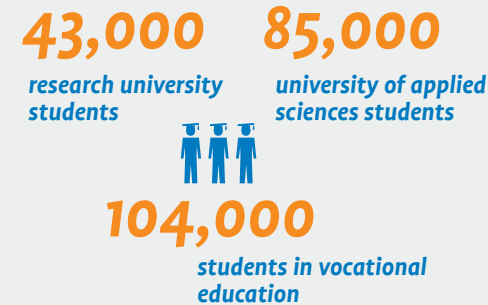 43,000
research university
students
85,000
university of applied
sciences students
104,000
students in vocational
education